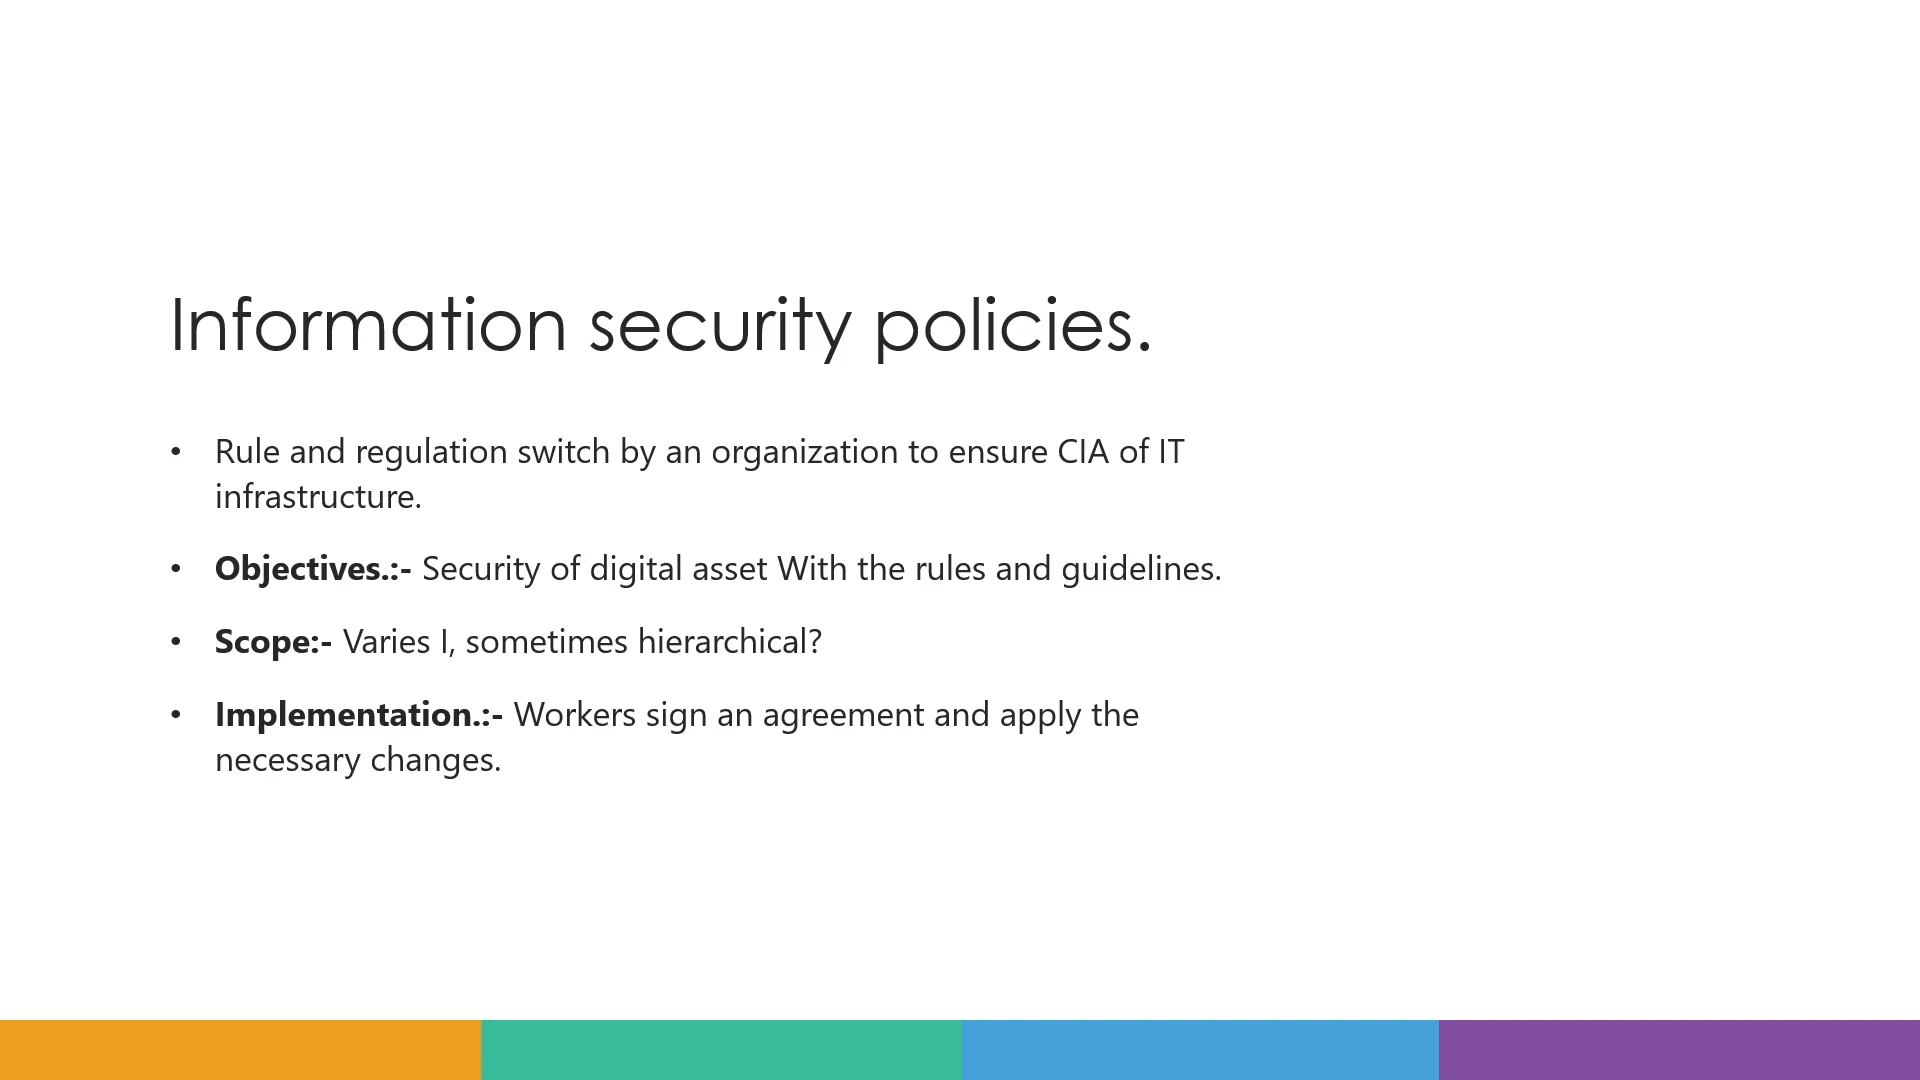 Information security policies.
• Rule and regulation switch by an organization to ensure CIA of IT
infrastructure.
• Objectives.:- Security of digital asset With the rules and guidelines.
• Scope:- Varies I, sometimes hierarchical?
• Implementation.:- Workers sign an agreement and apply the
necessary changes.